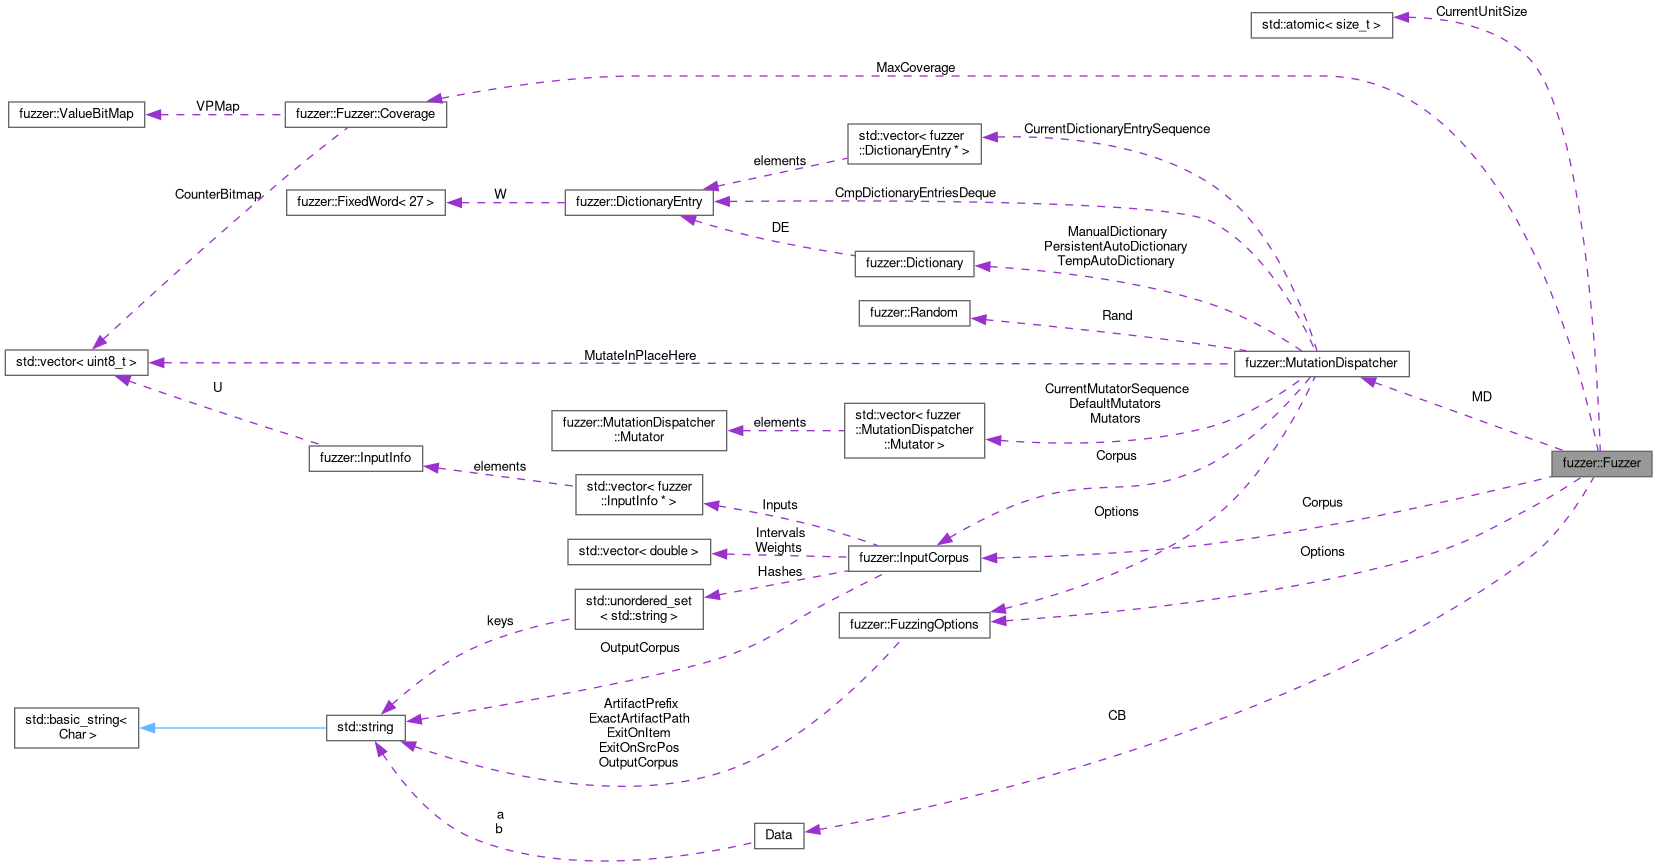 CurrentUnitSize
std::atomic< size_t >
MaxCoverage
fuzzer::ValueBitMap
VPMap
fuzzer::Fuzzer::Coverage
std::vector< fuzzer
::DictionaryEntry * >
CurrentDictionaryEntrySequence
elements
CounterBitmap
fuzzer::FixedWord< 27 >
W
fuzzer::DictionaryEntry
CmpDictionaryEntriesDeque
DE
ManualDictionary
PersistentAutoDictionary
TempAutoDictionary
fuzzer::Dictionary
fuzzer::Random
Rand
std::vector< uint8_t >
MutateInPlaceHere
fuzzer::MutationDispatcher
U
MD
CurrentMutatorSequence
DefaultMutators
Mutators
fuzzer::MutationDispatcher
::Mutator
elements
std::vector< fuzzer
::MutationDispatcher
::Mutator >
fuzzer::InputInfo
elements
Corpus
fuzzer::Fuzzer
std::vector< fuzzer
::InputInfo * >
Inputs
Options
Corpus
Intervals
Weights
std::vector< double >
fuzzer::InputCorpus
Options
Hashes
std::unordered_set
< std::string >
keys
fuzzer::FuzzingOptions
OutputCorpus
std::basic_string<
Char >
std::string
ArtifactPrefix
ExactArtifactPath
ExitOnItem
ExitOnSrcPos
OutputCorpus
CB
a
b
Data